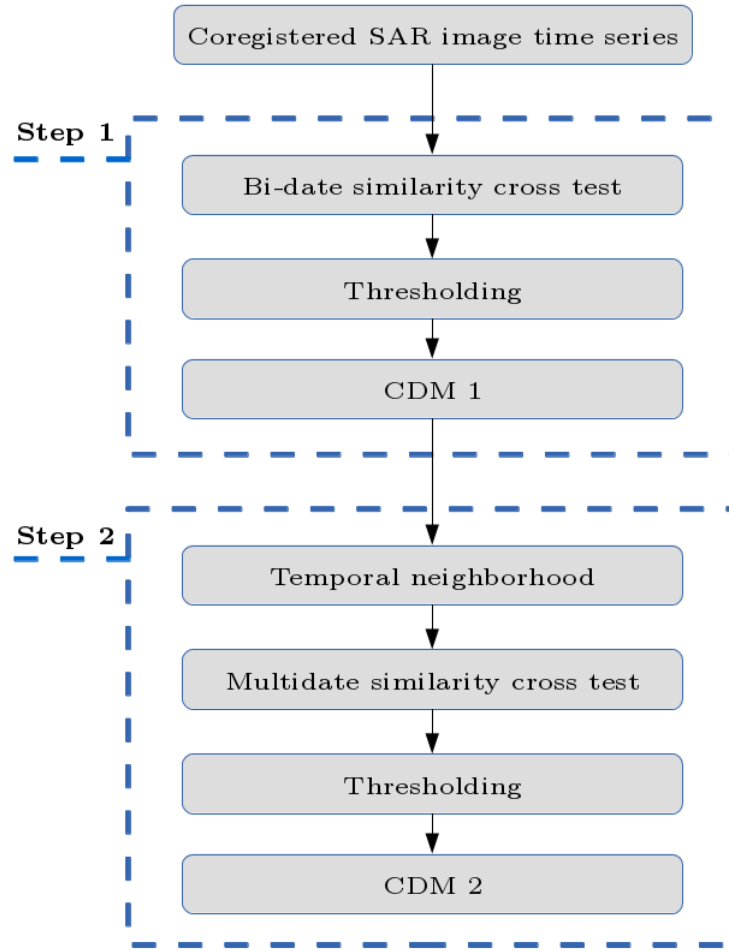 Coregistered SAR image time series
Step 1
Bi-date similarity cross test
Thresholding
CDM 1
Step 2
Temporal neighborhood
Multidate similarity cross test
Thresholding
CDM 2